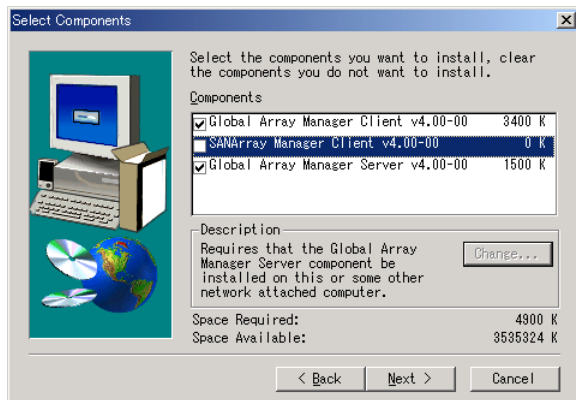 Select Components
Select the components you want to install, clear
the components you do not want to install.
Components
Global Array Manager Client v4.00-00 3400 K
SANArray Manager Client v4.00-00 0 K
Global Array Manager Server v4.00-00 1500 K
Description
Requires that the Global Array
Manager Server component be
installed on this or some other
network attached computer.
Change...
Space Required: 4900 K
Space Available: 3535324 K
< Back Next > Cancel